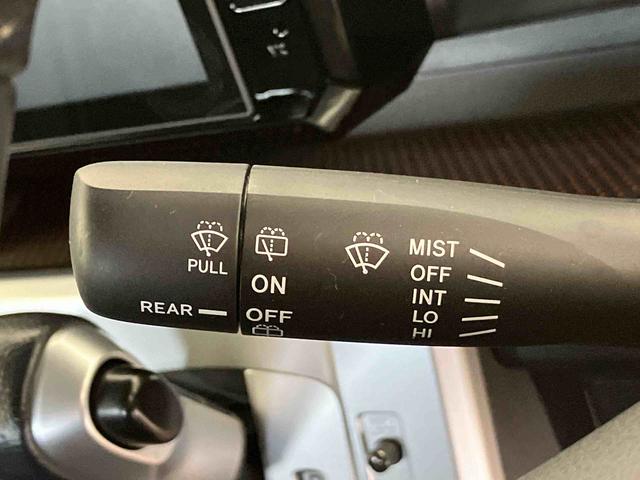 PULL
REAR
ON
OFF
MIST
OFF
INT
LO
HI